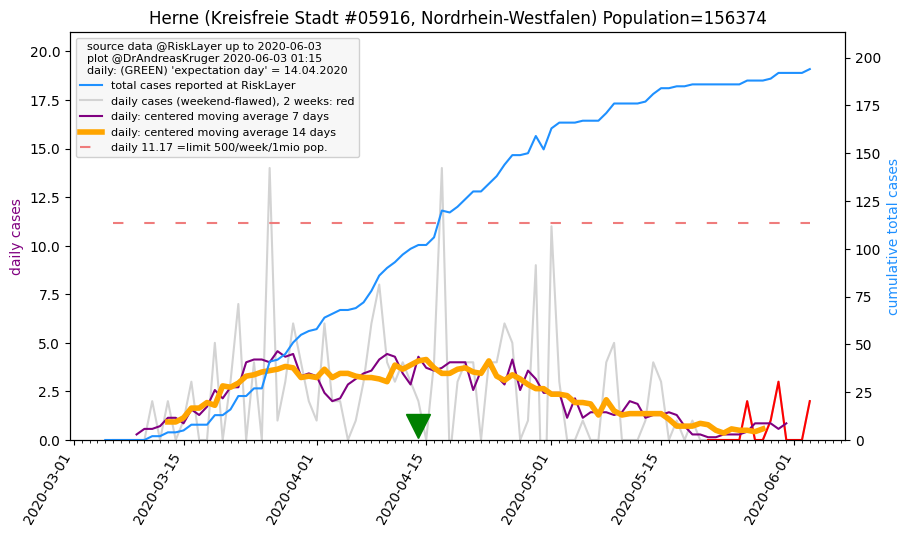 Herne (Kreisfreie Stadt #05916, Nordrhein-Westfalen) Population=156374
source data @RiskLayer up to 2020-06-03
plot @DrAndreasKruger 2020-06-03 01:15
daily: (GREEN) 'expectation day' = 14.04.2020
total cases reported at RiskLayer
daily cases (weekend-flawed), 2 weeks: red
daily: centered moving average 7 days
daily: centered moving average 14 days
daily 11.17 =limit 500/week/1mio pop.
daily cases
20.0
17.5
15.0
12.5
10.0
7.5
5.0
2.5
0.0
200
175
150
125
100
75
50
25
0
cumulative total cases
2020-03-01
2020-03-15
2020-04-01
2020-04-15
2020-05-01
2020-05-15
2020-06-01